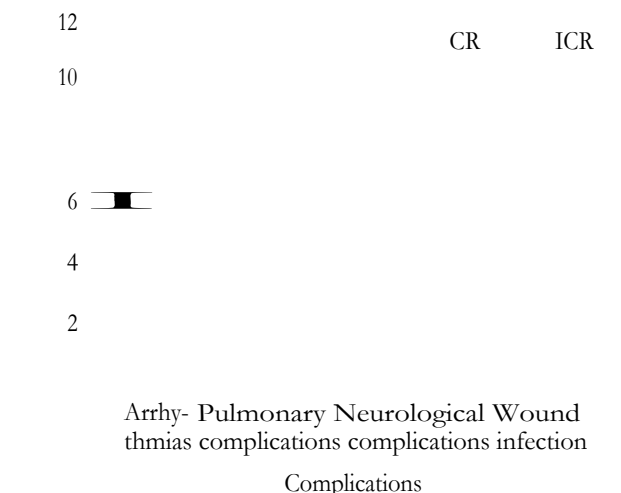 12
CR ICR
10
6
4
2
Arrhy- Pulmonary Neurological Wound
thmias complications complications infection
Complications